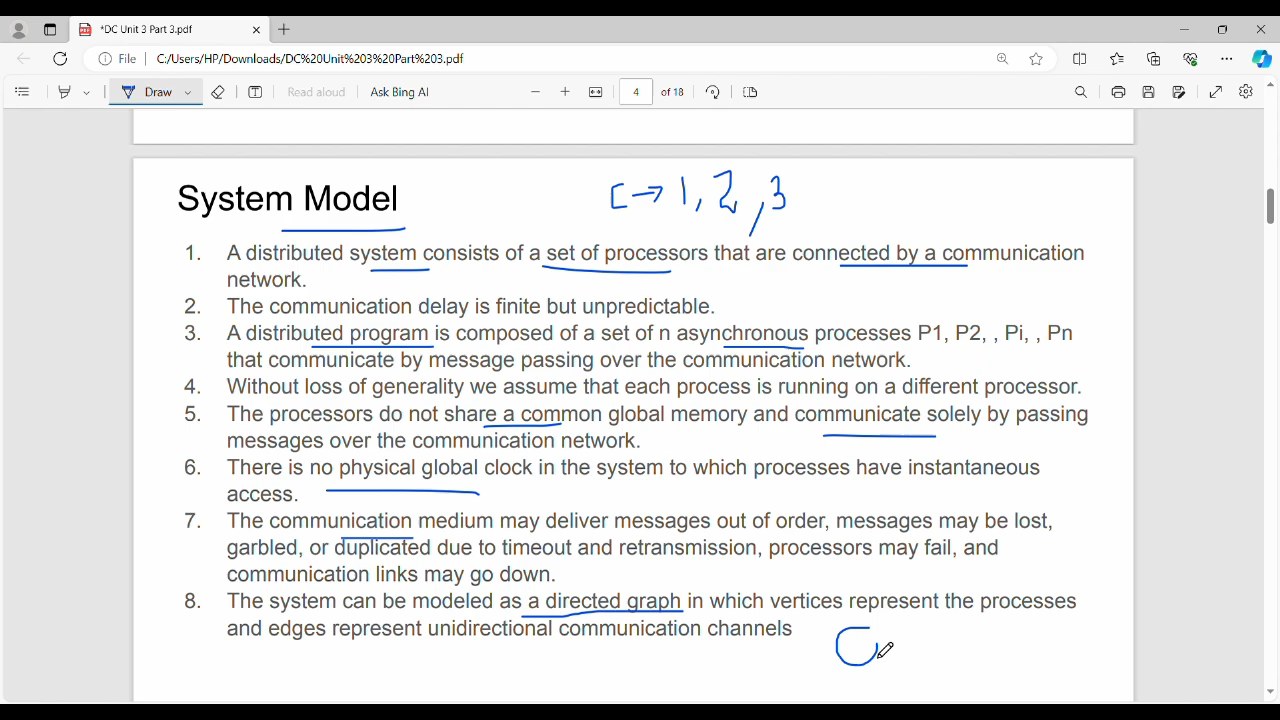 *DC Unit 3 Part 3.pdf
File C:/Users/HP/Downloads/DC%20Unit%203%20Part%203.pdf
Draw Read aloud Ask Bing AI 4 of 18
System Model
[→ 1, 2, 3
1. A distributed system consists of a set of processors that are connected by a communication
network.
2. The communication delay is finite but unpredictable.
3. A distributed program is composed of a set of n asynchronous processes P1, P2, , Pi, , Pn
that communicate by message passing over the communication network.
4. Without loss of generality we assume that each process is running on a different processor.
5. The processors do not share a common global memory and communicate solely by passing
messages over the communication network.
6. There is no physical global clock in the system to which processes have instantaneous
access.
7. The communication medium may deliver messages out of order, messages may be lost,
garbled, or duplicated due to timeout and retransmission, processors may fail, and
communication links may go down.
8. The system can be modeled as a directed graph in which vertices represent the processes
and edges represent unidirectional communication channels